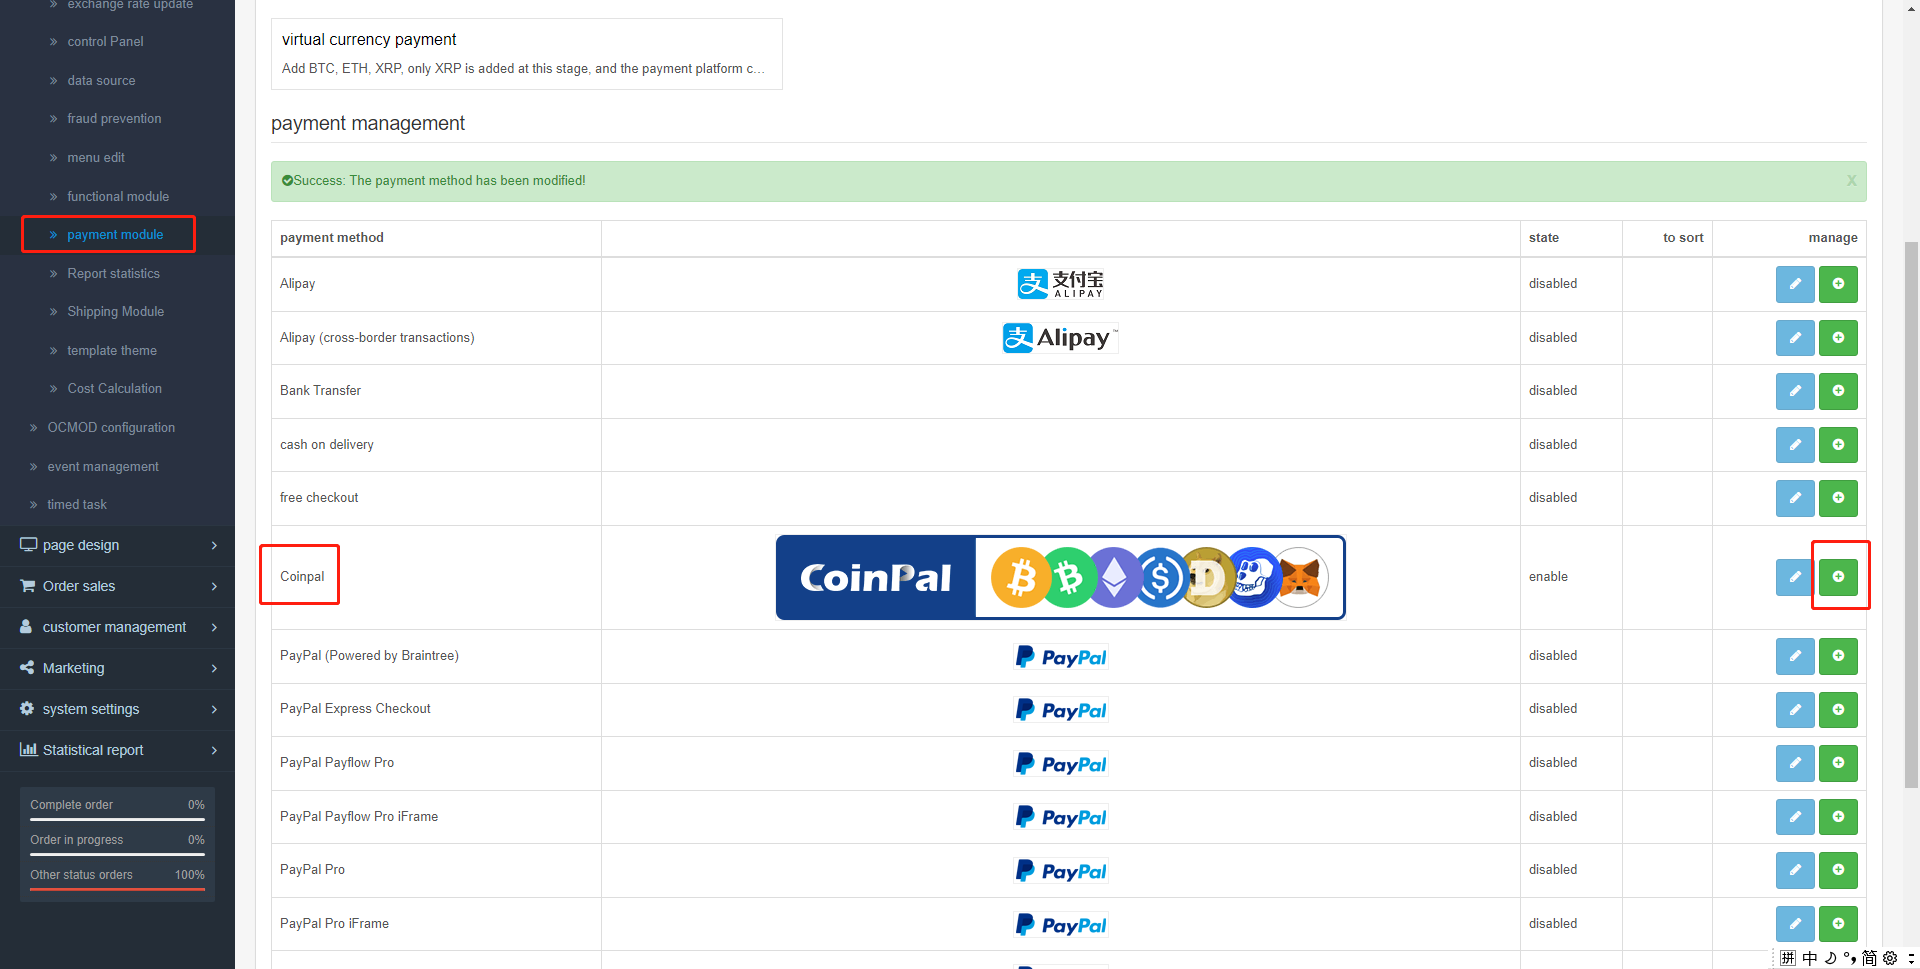 exchange rate update
control Panel
data source
fraud prevention
menu edit
functional module
payment module
Report statistics
Shipping Module
template theme
Cost Calculation
OCMOD configuration
event management
timed task
page design
Order sales
customer management
Marketing
system settings
Statistical report
Complete order 0%
Order in progress 0%
Other status orders 100%
virtual currency payment
Add BTC, ETH, XRP, only XRP is added at this stage, and the payment platform c...
payment management
Success: The payment method has been modified! X
payment method state to sort manage
Alipay 支 支付宝 ALIPAY disabled
Alipay (cross-border transactions) 支 Alipay™ disabled
Bank Transfer disabled
cash on delivery disabled
free checkout disabled
Coinpal CoinPal enable
PayPal (Powered by Braintree) PayPal disabled
PayPal Express Checkout PayPal disabled
PayPal Payflow Pro PayPal disabled
PayPal Payflow Pro iFrame PayPal disabled
PayPal Pro PayPal disabled
PayPal Pro iFrame PayPal disabled
拼 中 °, 简